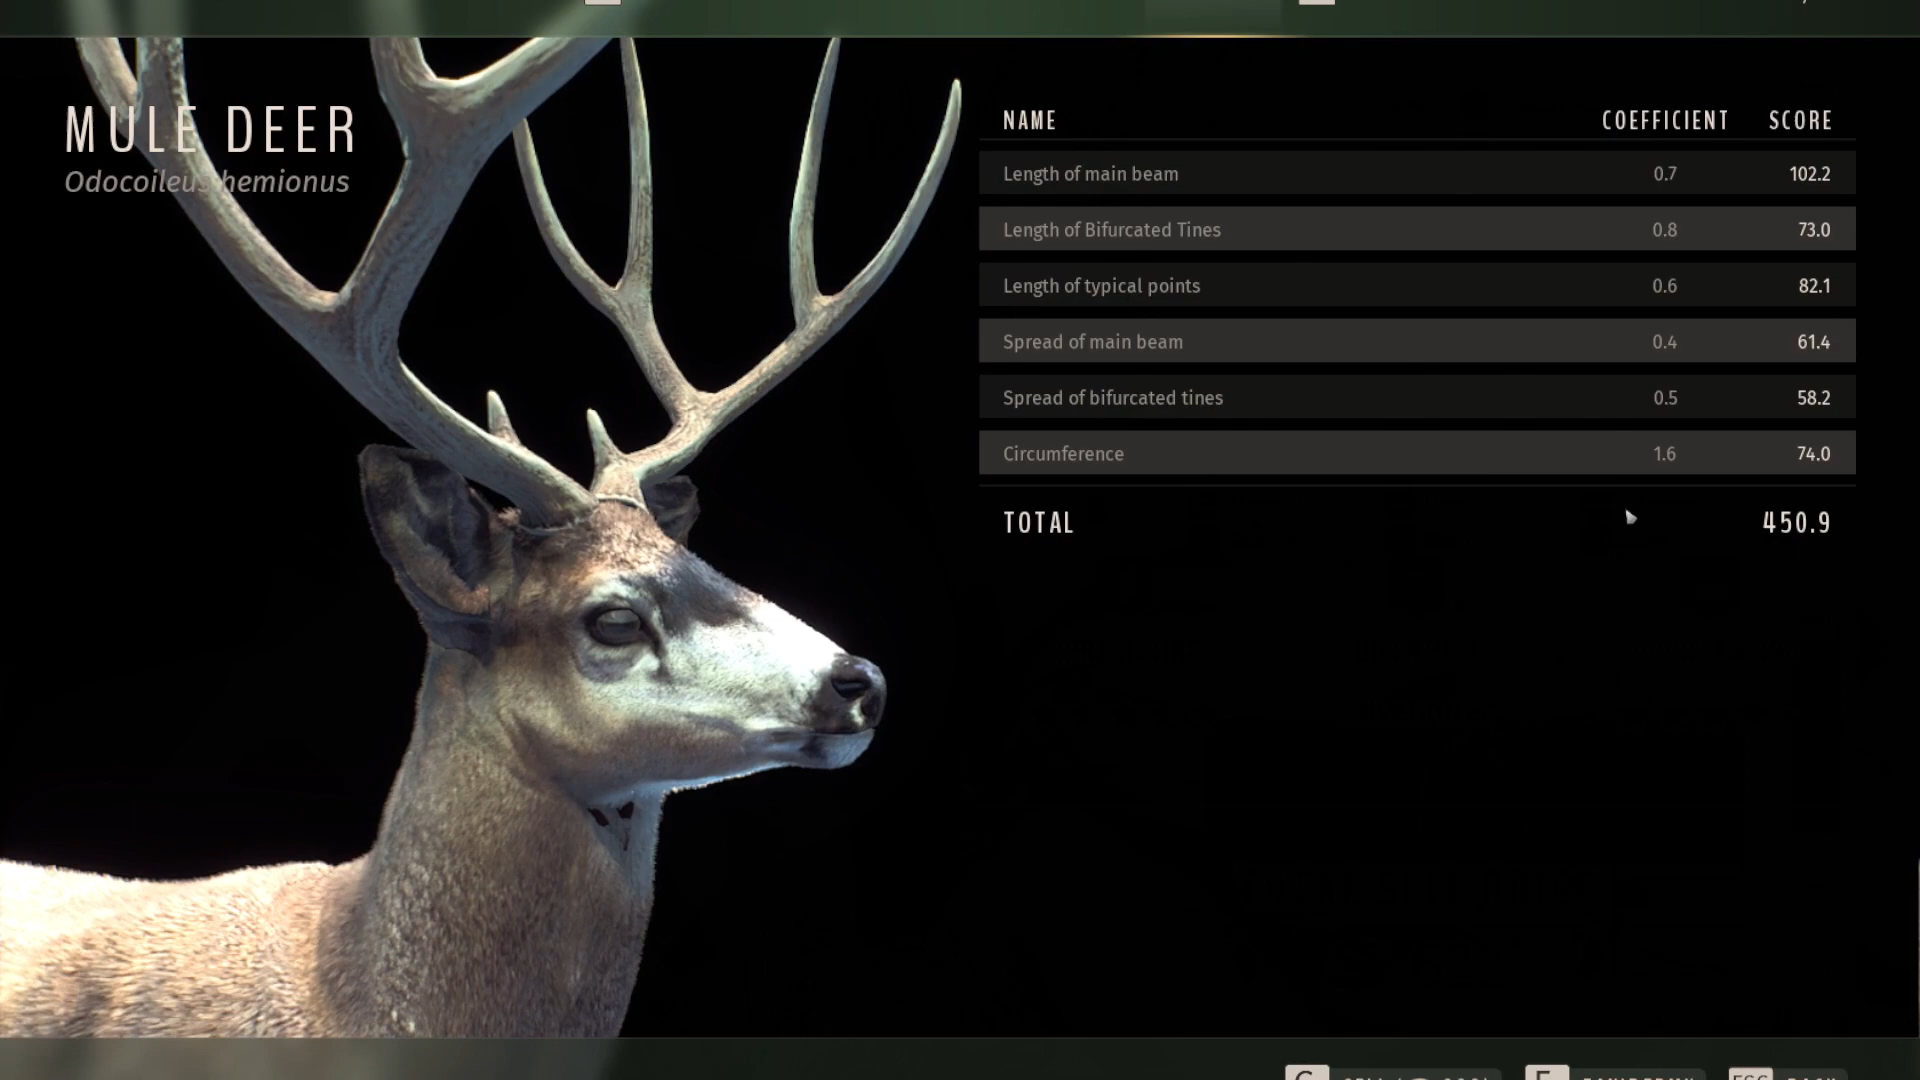 MULE DEER
Odocoileus hemionus
NAME COEFFICIENT SCORE
Length of main beam 0.7 102.2
Length of Bifurcated Tines 0.8 73.0
Length of typical points 0.6 82.1
Spread of main beam 0.4 61.4
Spread of bifurcated tines 0.5 58.2
Circumference 1.6 74.0
TOTAL 450.9